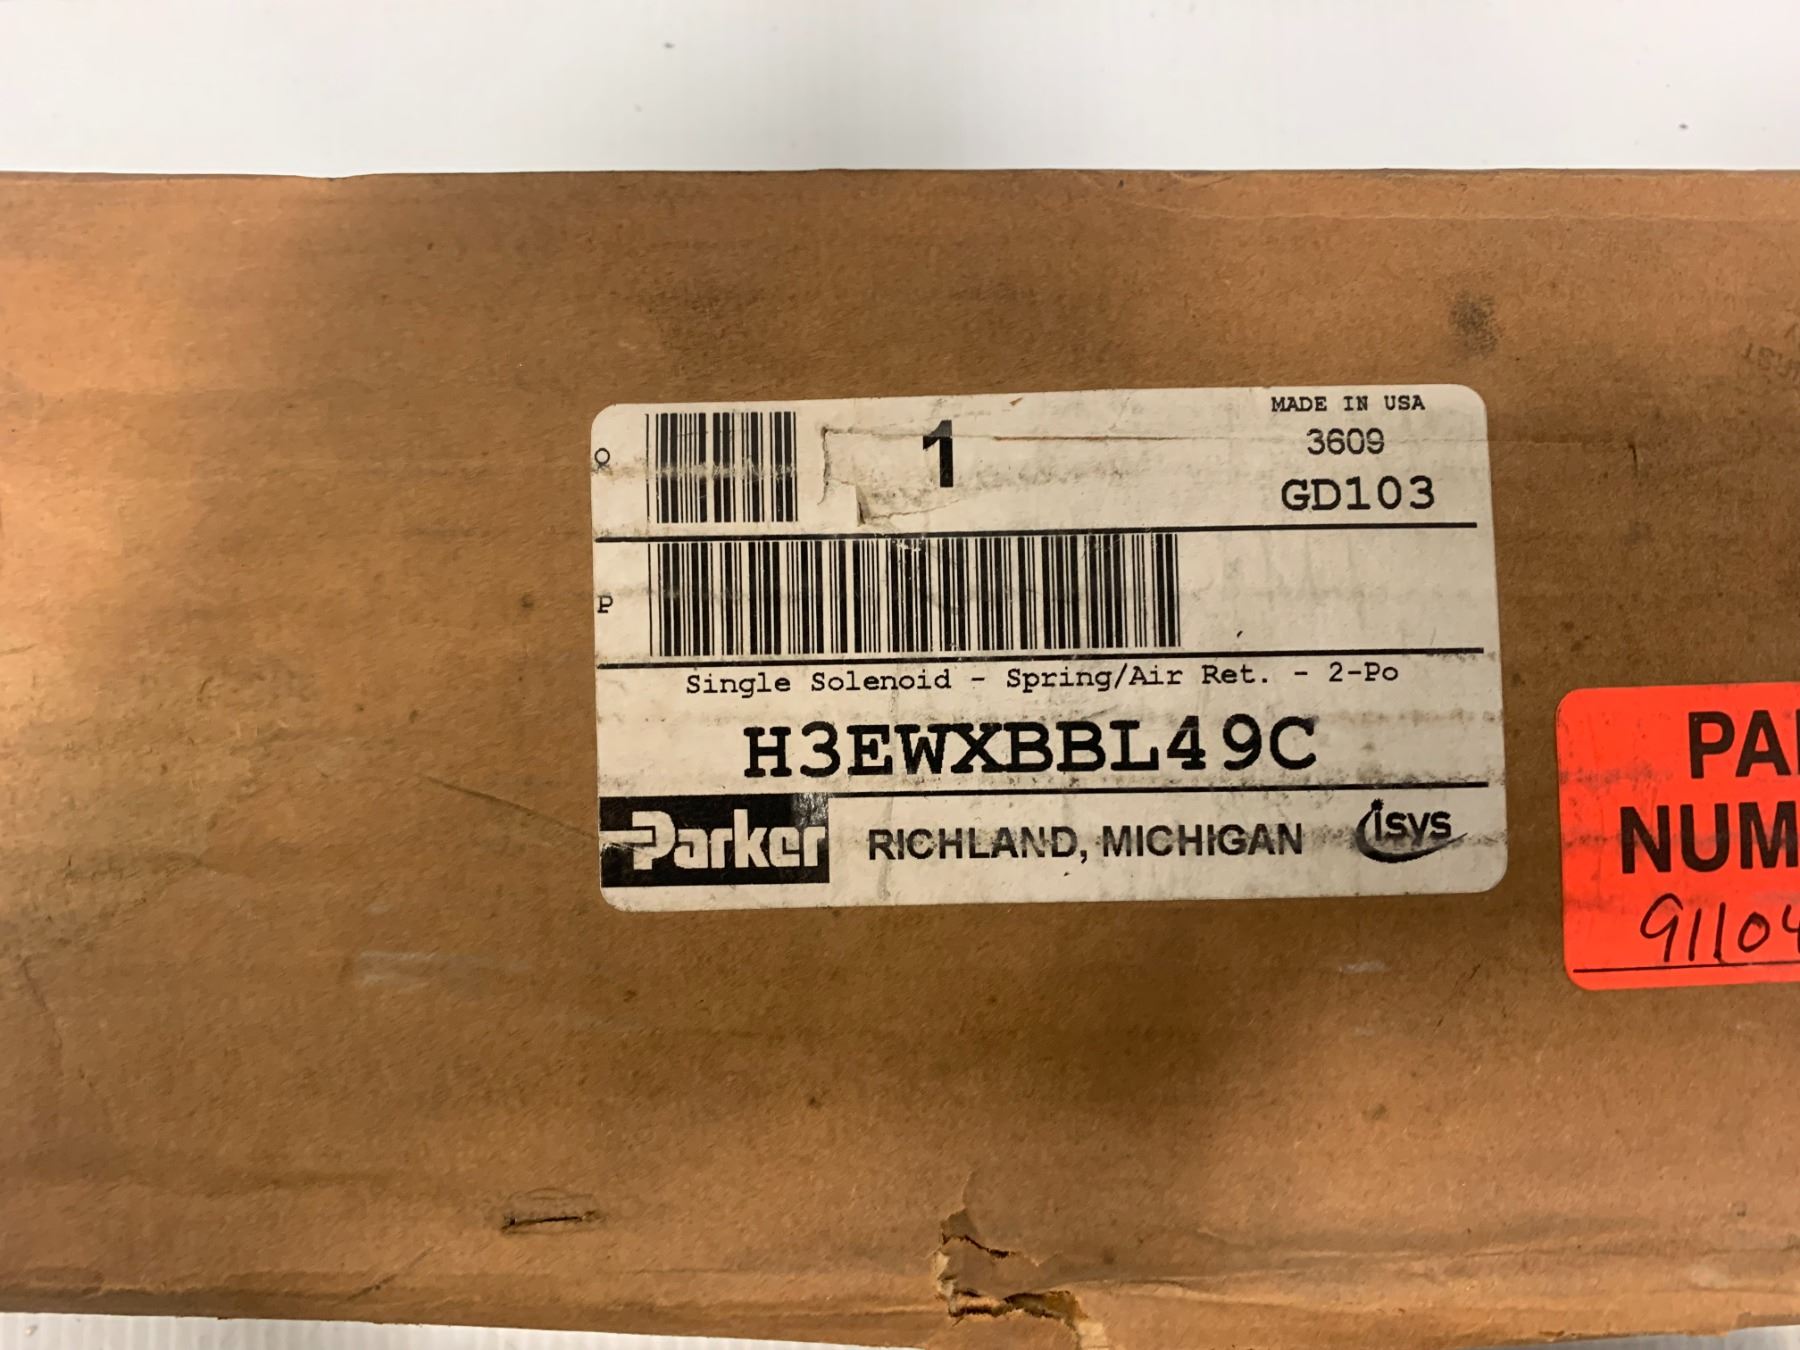 MADE IN USA
Q 1 3609
GD103
P
Single Solenoid - Spring/Air Ret. - 2-Po
H3EWXBBL49C
Parker RICHLAND, MICHIGAN isys
PA
NUM
91104